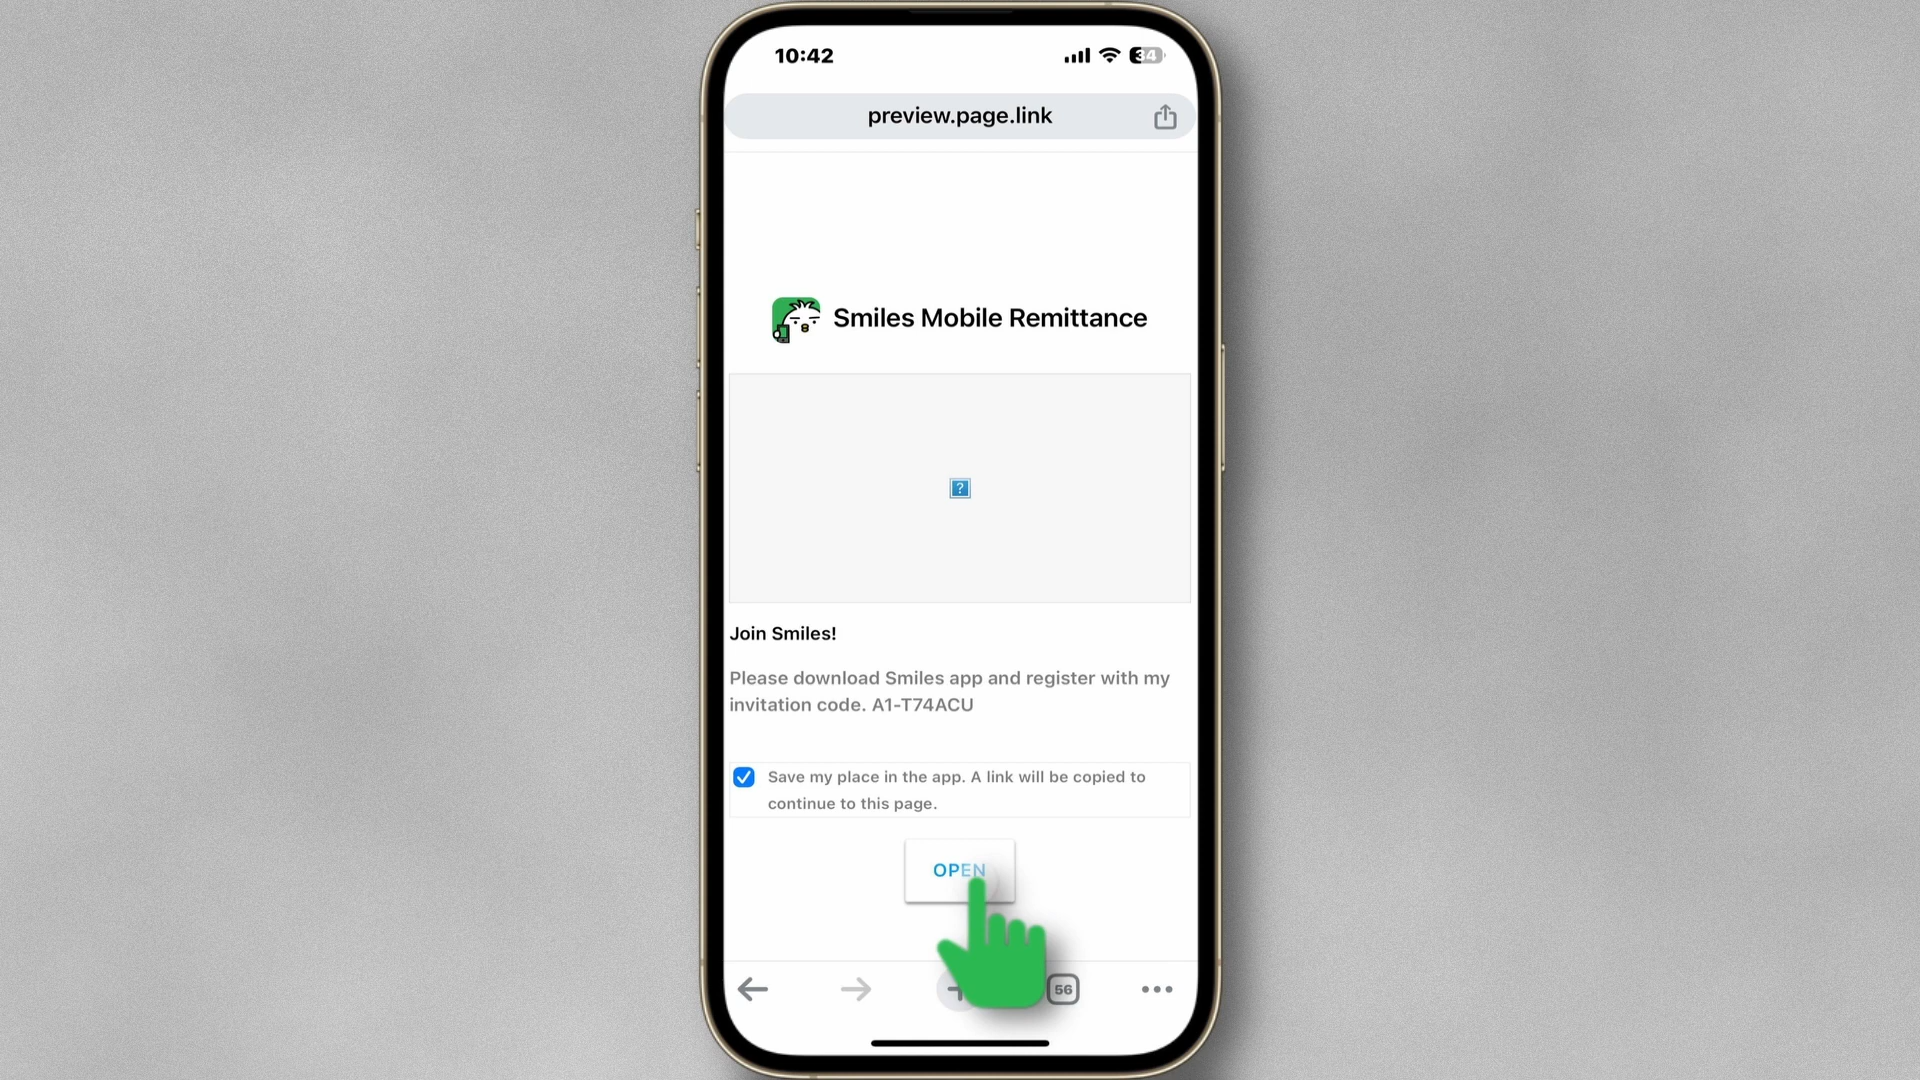 10:42
34
preview.page.link
Smiles Mobile Remittance
?
Join Smiles!
Please download Smiles app and register with my
invitation code. A1-T74ACU
Save my place in the app. A link will be copied to
continue to this page.
OPEN
56